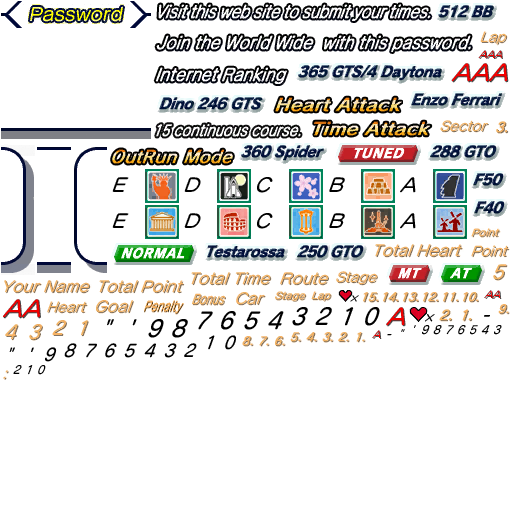 Password
Visit this web site to submit your times. 512 BB
Join the World Wide with this password. Lap
AAA
Internet Ranking 365 GTS/4 Daytona AAA
Dino 246 GTS Heart Attack Enzo Ferrari
15 continuous course. Time Attack Sector 3.
OutRun Mode 360 Spider TUNED 288 GTO
E D C B A F50
F40
E D C B A Point
NORMAL Testarossa 250 GTO Total Heart Point
Your Name Total Point Total Time Route Stage MT AT 5
AA Heart Goal Penalty Bonus Car Stage Lap ♥× 15. 14. 13. 12. 11. 10. AA
4 3 2 1 " ' 9 8 7 6 5 4 3 2 1 0 A ♥× 2. 1. - 9.
" ' 9 8 7 6 5 4 3 2 1 0 8. 7. 6. 5. 4. 3. 2. 1. A - " ' 9 8 7 6 5 4 3
: 2 1 0